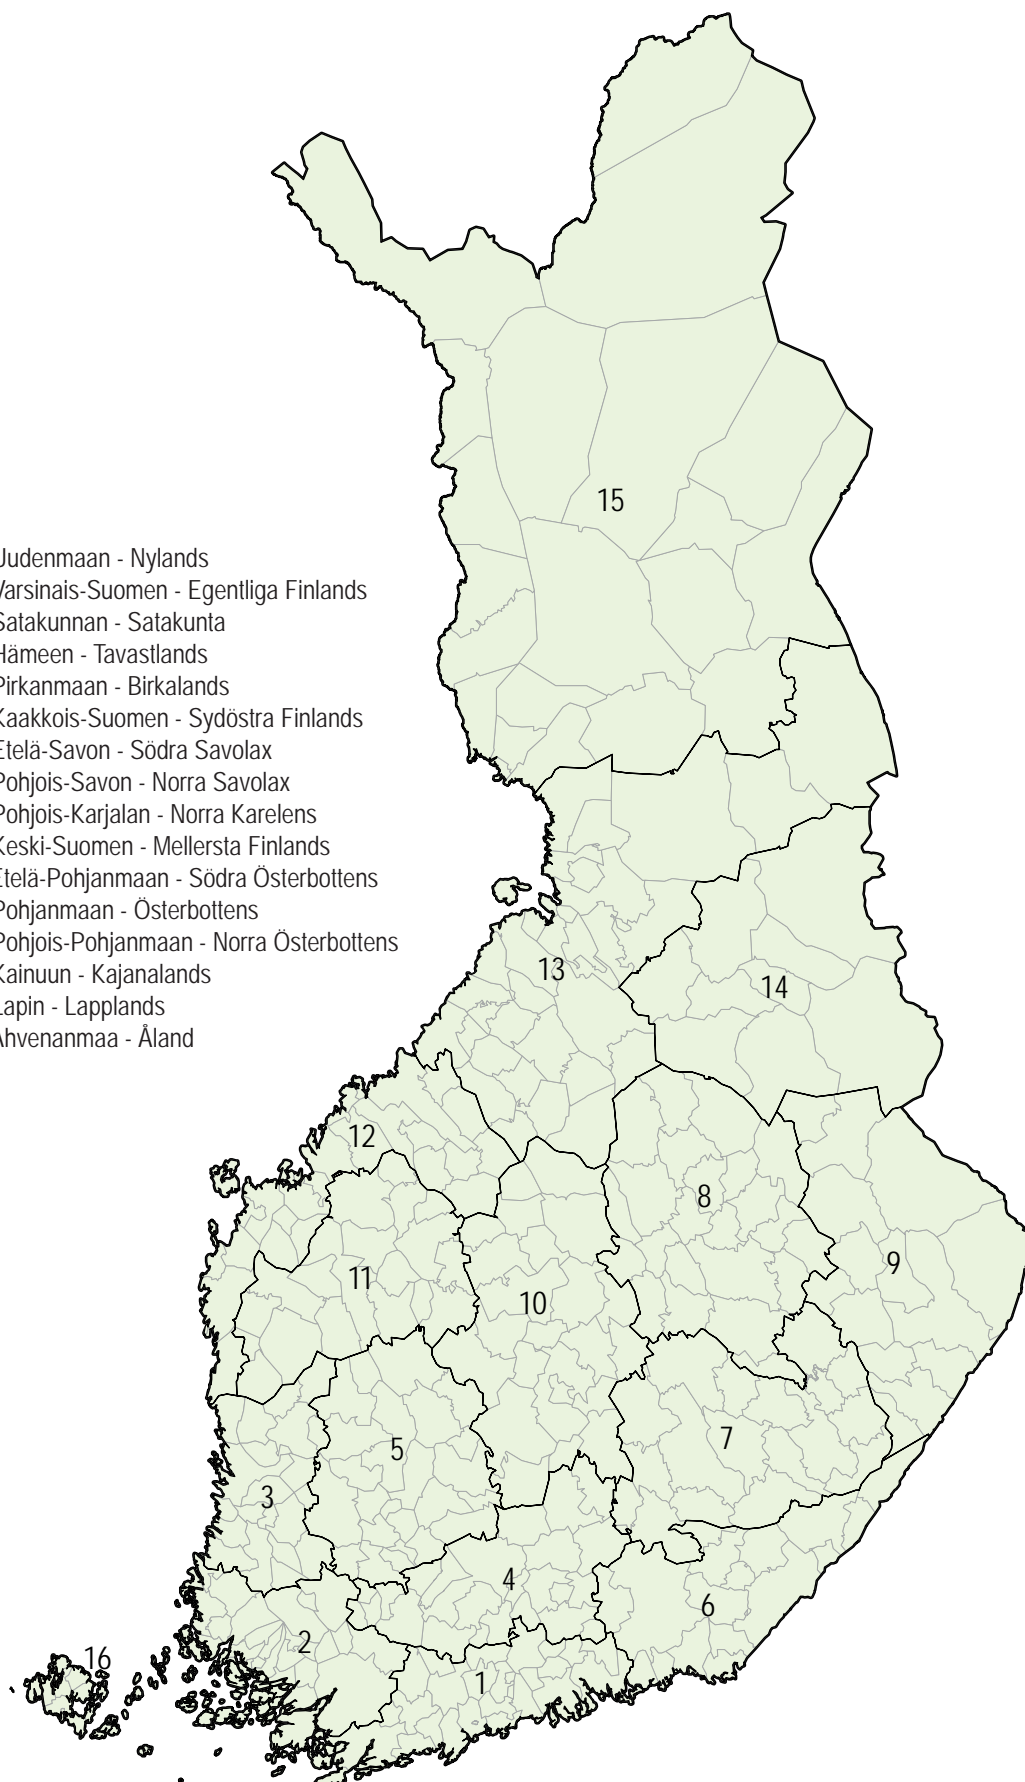 Uudenmaan - Nylands
Varsinais-Suomen - Egentliga Finlands
Satakunnan - Satakunta
Hämeen - Tavastlands
Pirkanmaan - Birkalands
Kaakkois-Suomen - Sydöstra Finlands
Etelä-Savon - Södra Savolax
Pohjois-Savon - Norra Savolax
Pohjois-Karjalan - Norra Karelens
Keski-Suomen - Mellersta Finlands
Etelä-Pohjanmaan - Södra Österbottens
Pohjanmaan - Österbottens
Pohjois-Pohjanmaan - Norra Österbottens
Kainuun - Kajanalands
Lapin - Lapplands
Ahvenanmaa - Åland
15
13
14
12
8
9
11
10
5
7
3
4
6
2
16
1